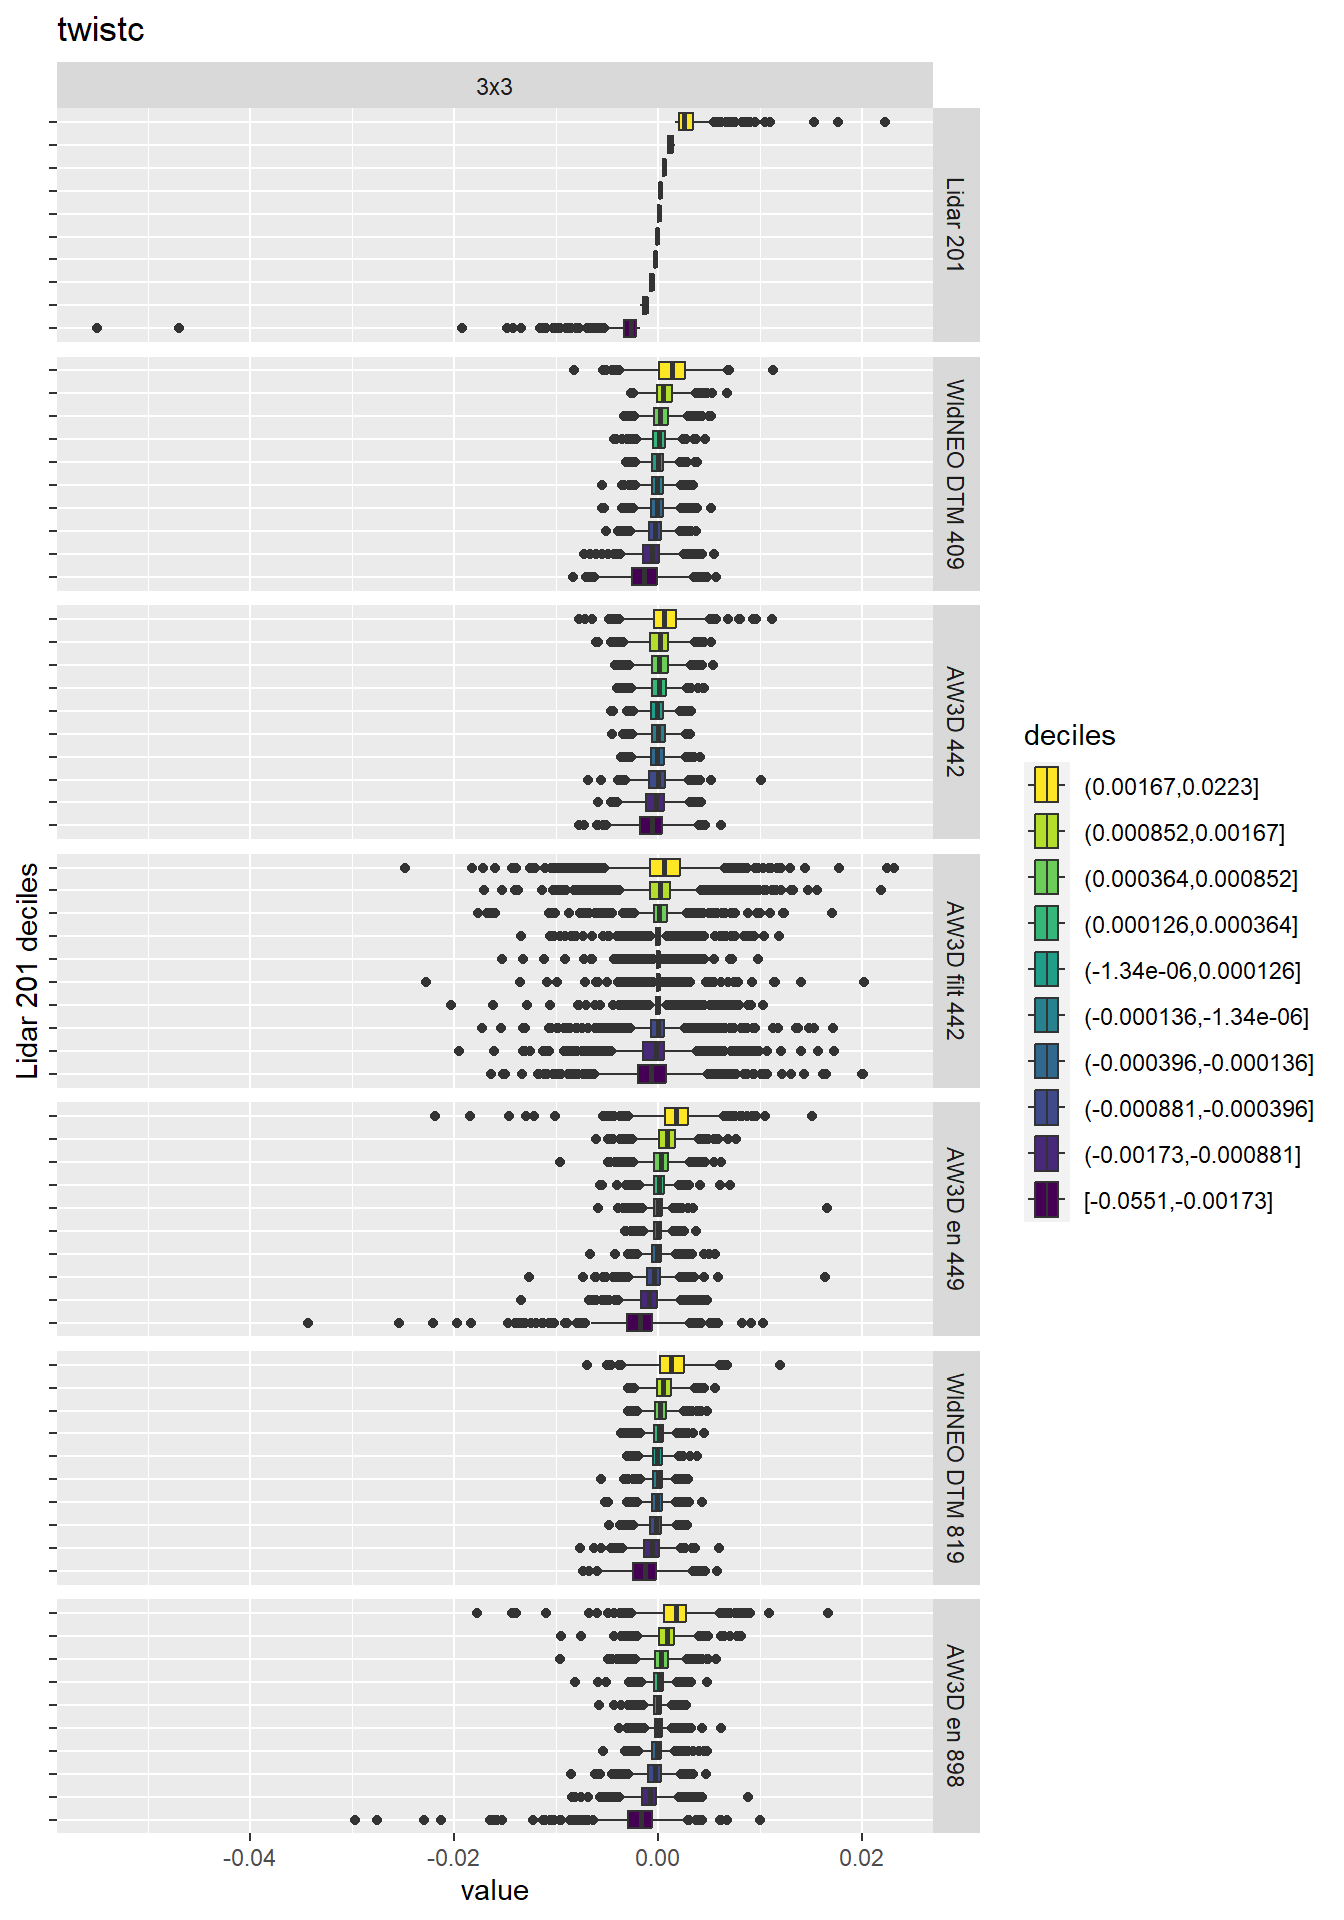 twistc
3x3
Lidar 201
WldNEO DTM 409
AW3D 442
AW3D filt 442
AW3D en 449
WldNEO DTM 819
AW3D en 898
Lidar 201 deciles
-0.04
-0.02
0.00
0.02
value
deciles
(0.00167,0.0223]
(0.000852,0.00167]
(0.000364,0.000852]
(0.000126,0.000364]
(-1.34e-06,0.000126]
(-0.000136,-1.34e-06]
(-0.000396,-0.000136]
(-0.000881,-0.000396]
(-0.00173,-0.000881]
[-0.0551,-0.00173]